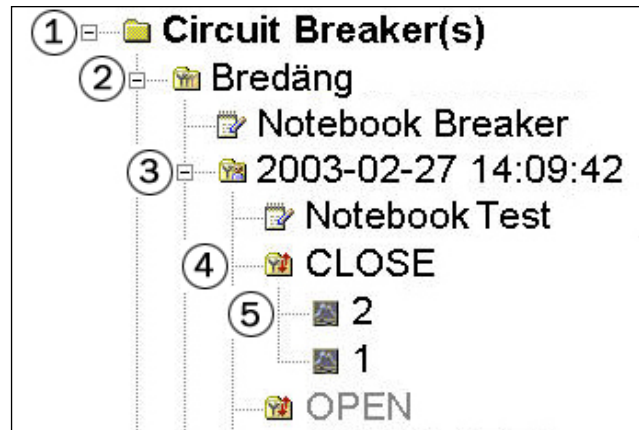 1 Circuit Breaker(s)
2 Bredäng
Notebook Breaker
3 2003-02-27 14:09:42
Notebook Test
4 CLOSE
5 2
1
OPEN